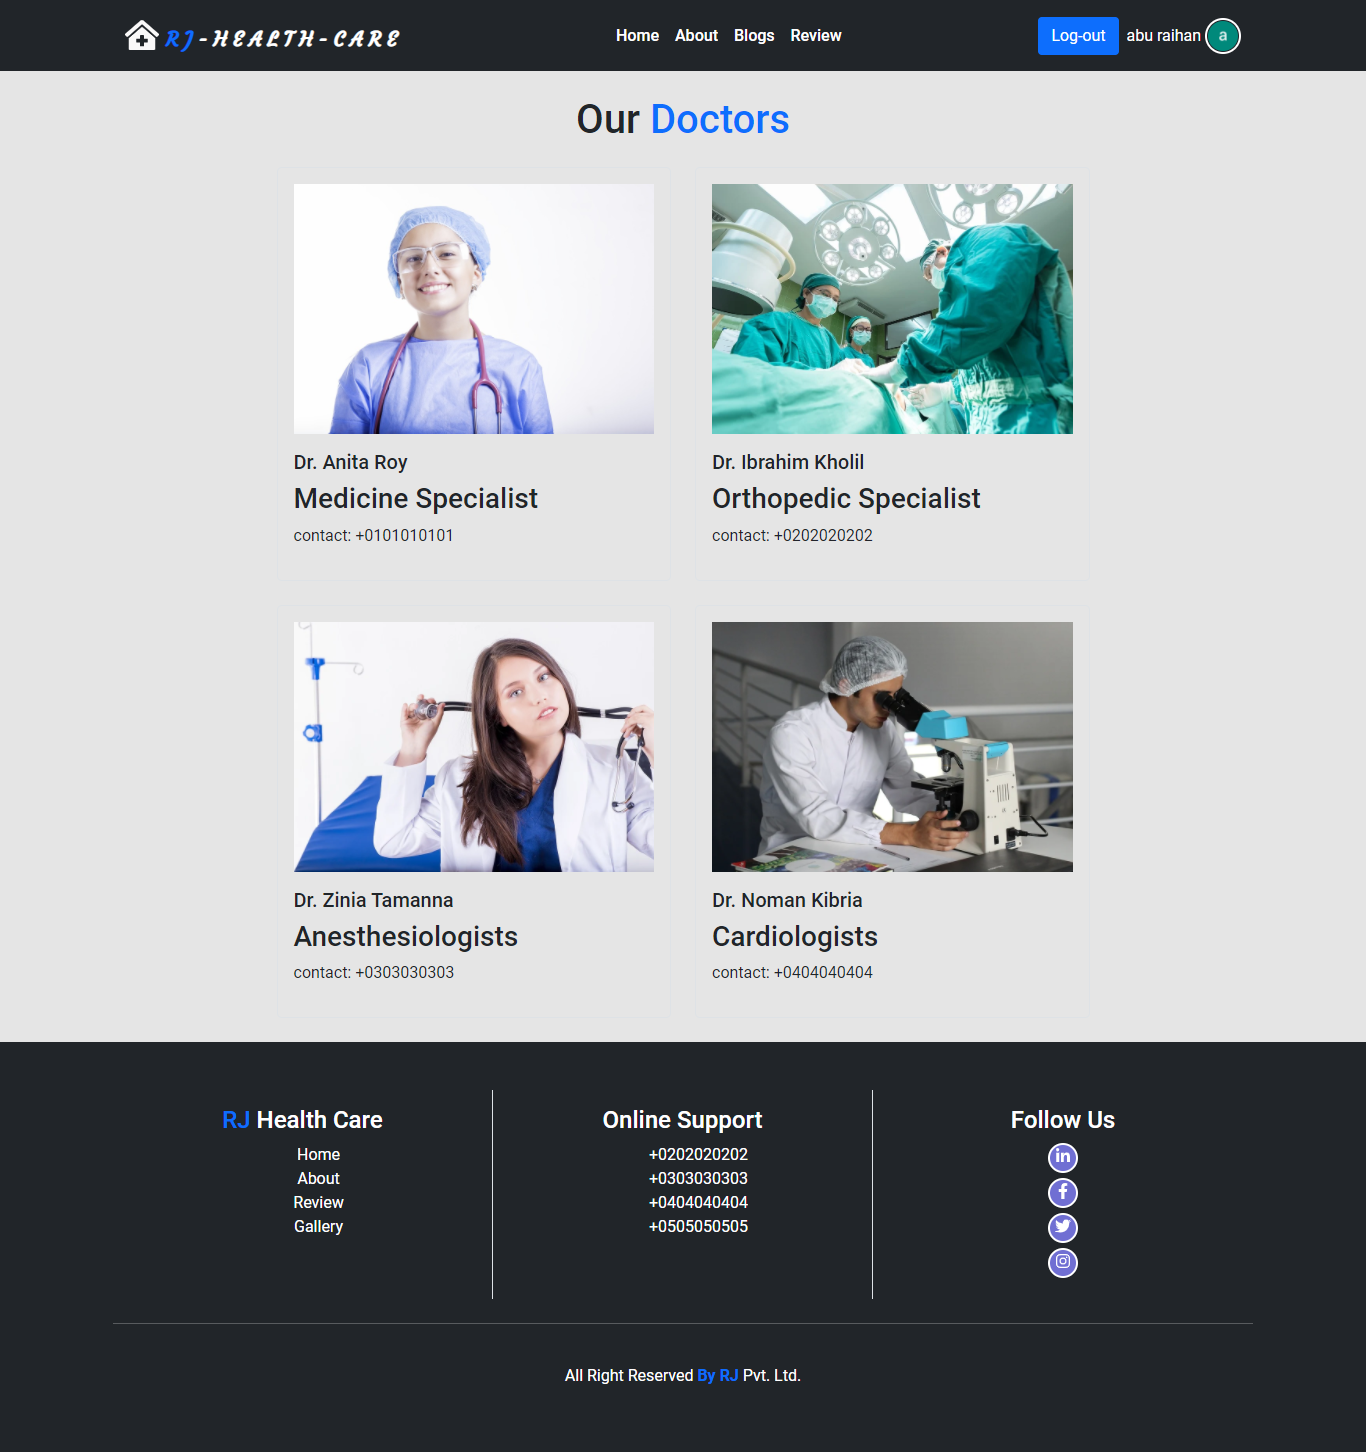 RJ-HEALTH-CARE
Home About Blogs Review
Log-out abu raihan a
Our Doctors
Dr. Anita Roy
Medicine Specialist
contact: +0101010101
Dr. Ibrahim Kholil
Orthopedic Specialist
contact: +0202020202
Dr. Zinia Tamanna
Anesthesiologists
contact: +0303030303
Dr. Noman Kibria
Cardiologists
contact: +0404040404
RJ Health Care
Home
About
Review
Gallery
Online Support
+0202020202
+0303030303
+0404040404
+0505050505
Follow Us
All Right Reserved By RJ Pvt. Ltd.